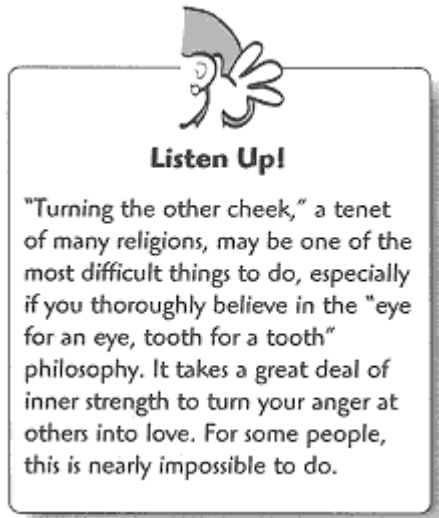 Listen Up!
"Turning the other cheek," a tenet
of many religions, may be one of the
most difficult things to do, especially
if you thoroughly believe in the "eye
for an eye, tooth for a tooth"
philosophy. It takes a great deal of
inner strength to turn your anger at
others into love. For some people,
this is nearly impossible to do.